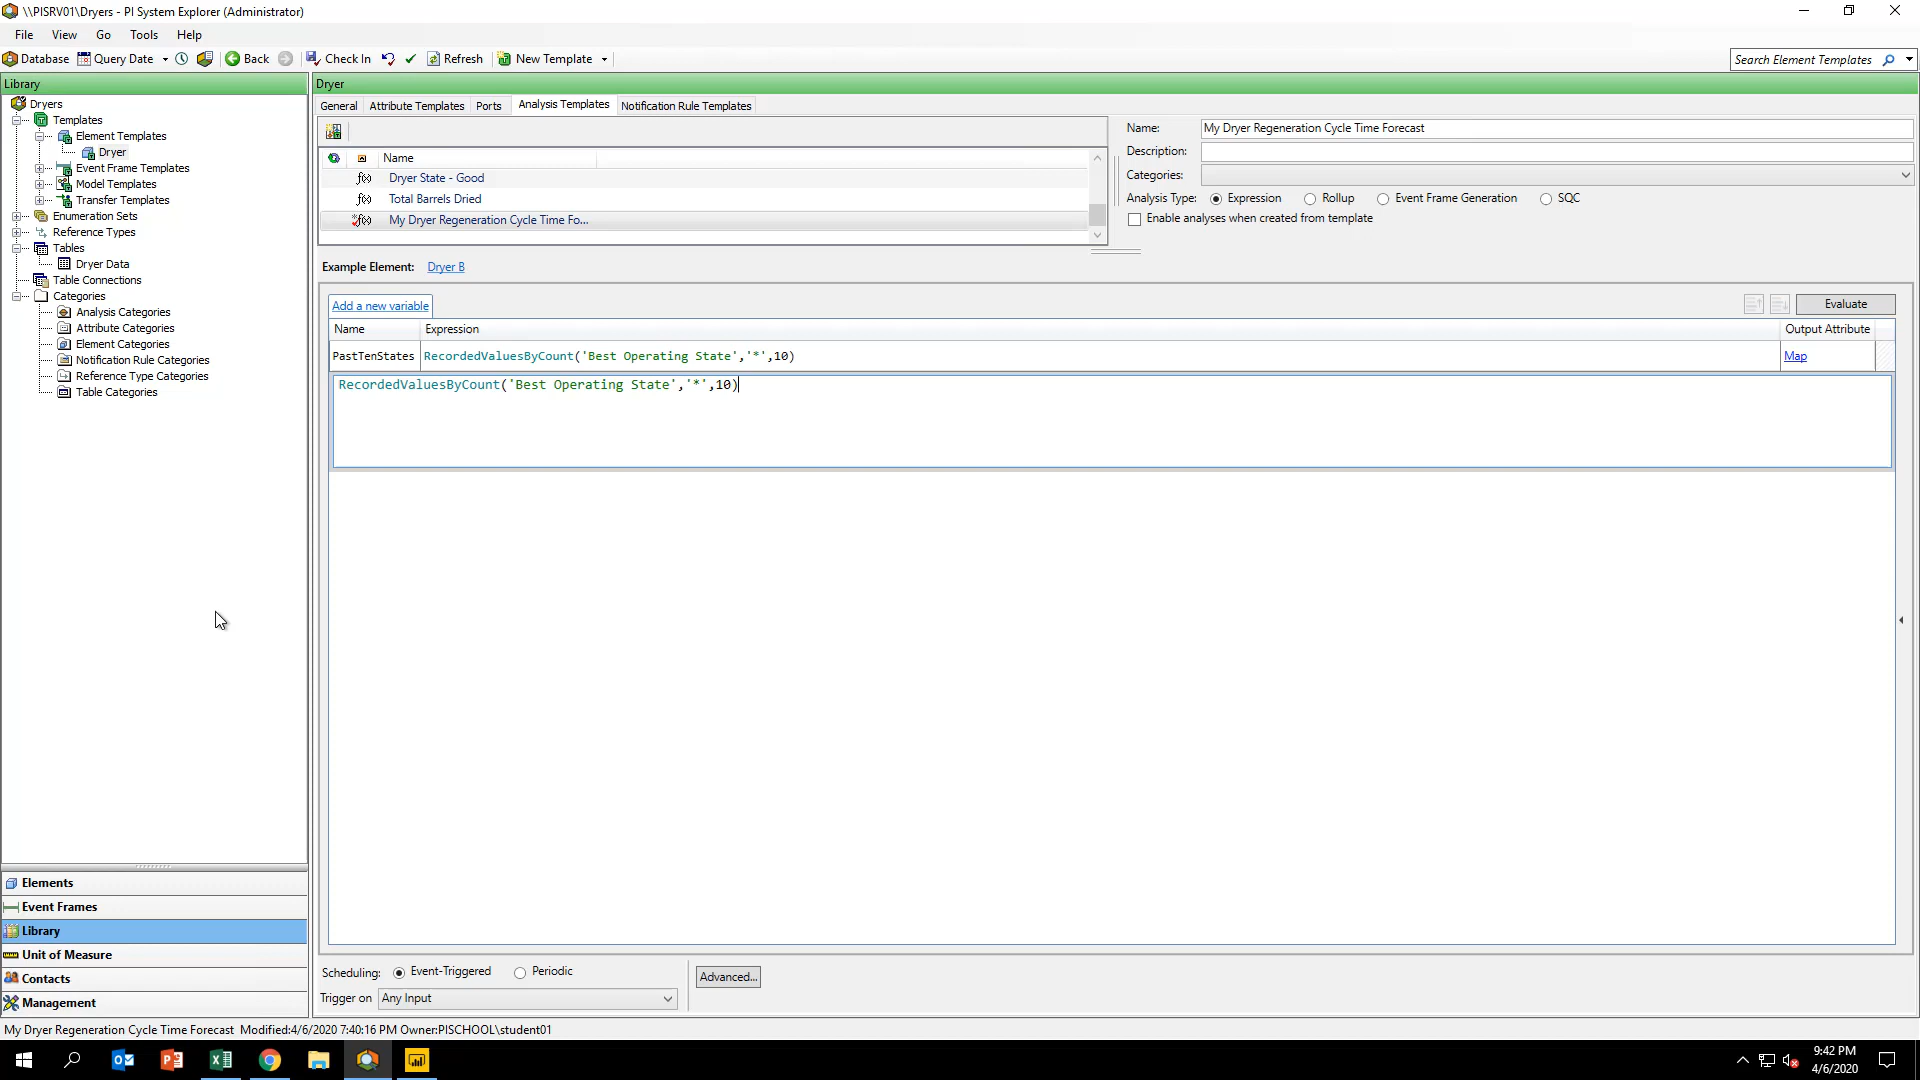 \\PISRV01\Dryers - PI System Explorer (Administrator)
File View Go Tools Help
Database Query Date Back Check In Refresh New Template Search Element Templates
Library
Dryers
Templates
Element Templates
Dryer
Event Frame Templates
Model Templates
Transfer Templates
Enumeration Sets
Reference Types
Tables
Dryer Data
Table Connections
Categories
Analysis Categories
Attribute Categories
Element Categories
Notification Rule Categories
Reference Type Categories
Table Categories
Elements
Event Frames
Library
Unit of Measure
Contacts
Management
Dryer
General Attribute Templates Ports Analysis Templates Notification Rule Templates
Name
f(x) Dryer State - Good
f(x) Total Barrels Dried
*f(x) My Dryer Regeneration Cycle Time Fo...
Name: My Dryer Regeneration Cycle Time Forecast
Description:
Categories:
Analysis Type: Expression Rollup Event Frame Generation SQC
Enable analyses when created from template
Example Element: Dryer B
Add a new variable Evaluate
Name Expression Output Attribute
PastTenStates RecordedValuesByCount('Best Operating State','*',10) Map
RecordedValuesByCount('Best Operating State','*',10)
Scheduling: Event-Triggered Periodic Advanced...
Trigger on Any Input
My Dryer Regeneration Cycle Time Forecast Modified:4/6/2020 7:40:16 PM Owner:PISCHOOL\student01
9:42 PM
4/6/2020